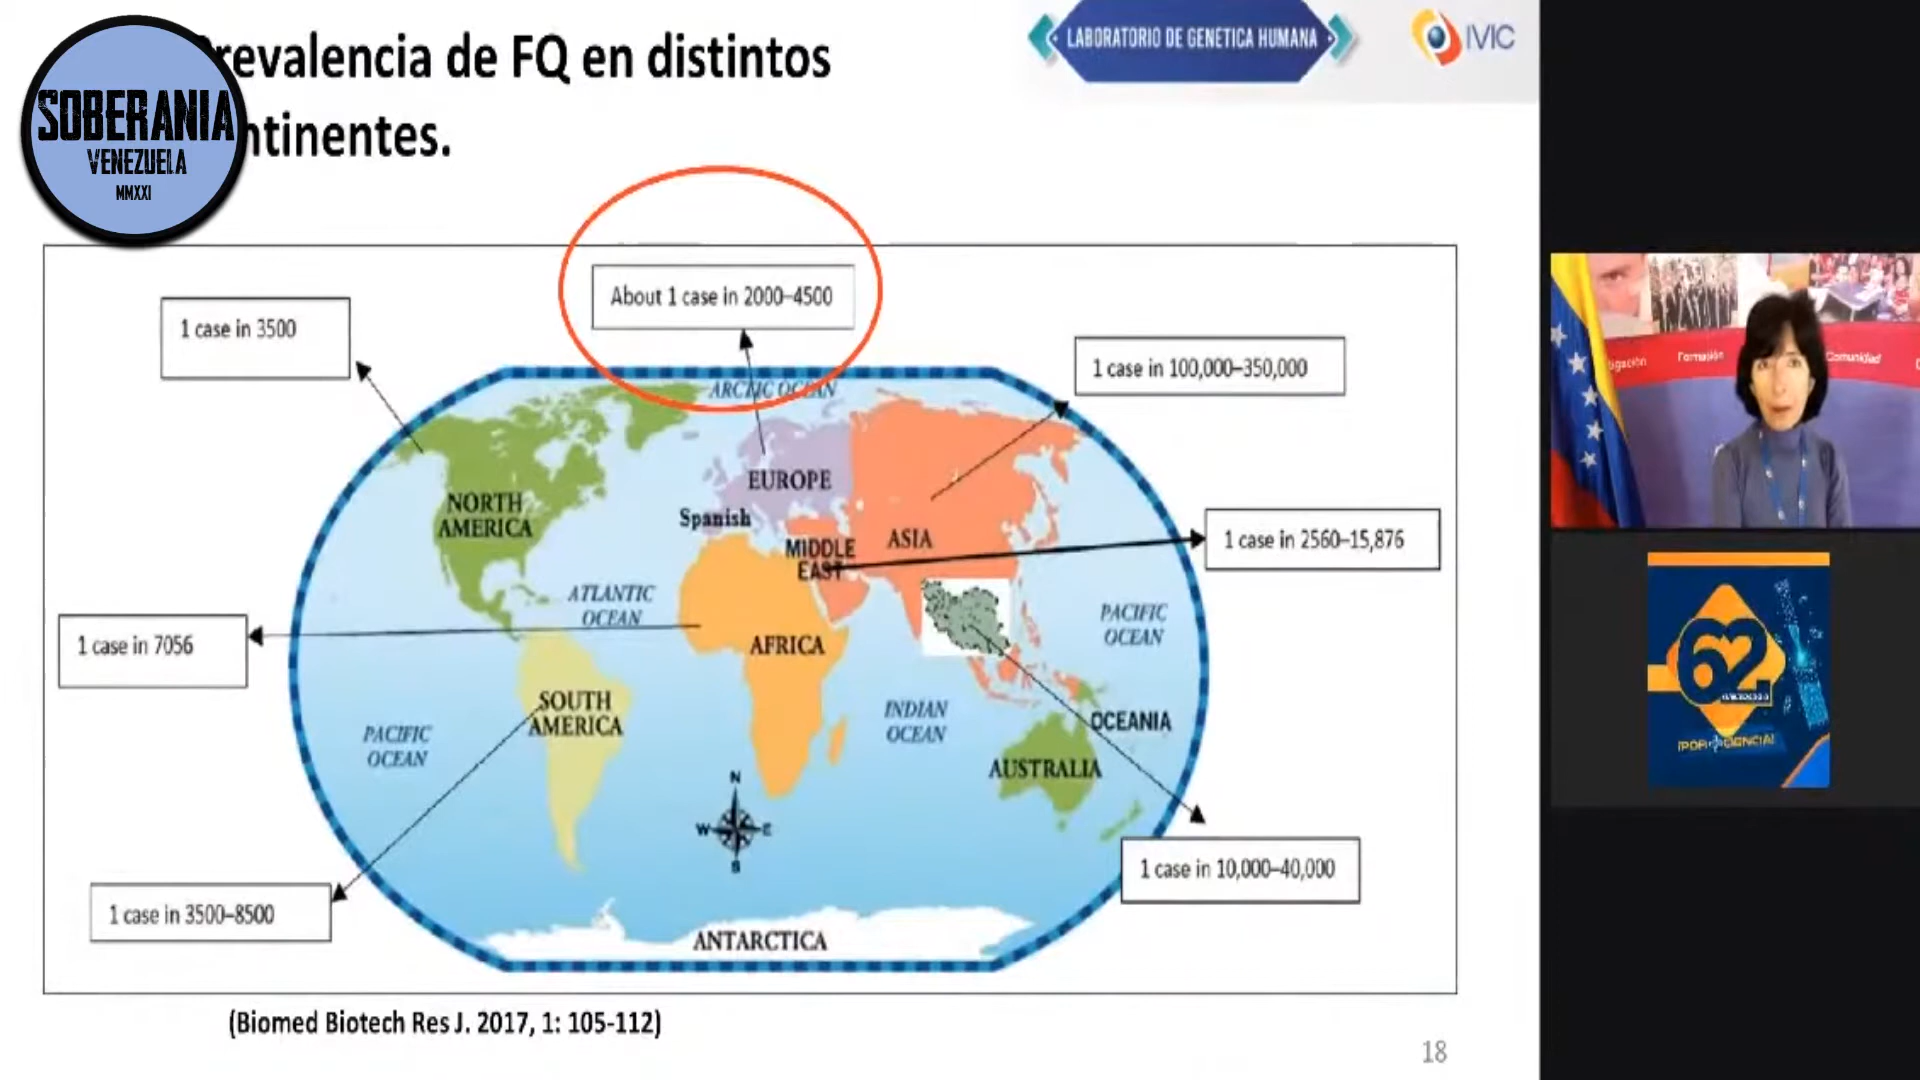 Prevalencia de FQ en distintos
ntinentes.
SOBERANIA
VENEZUELA
MMXXI
LABORATORIO DE GENETICA HUMANA
IVIC
About 1 case in 2000–4500
1 case in 3500
1 case in 100,000–350,000
ARCTIC OCEAN
EUROPE
NORTH
AMERICA
Spanish
ASIA
MIDDLE
EAST
1 case in 2560–15,876
ATLANTIC
OCEAN
PACIFIC
OCEAN
1 case in 7056
AFRICA
SOUTH
AMERICA
INDIAN
OCEAN
OCEANIA
PACIFIC
OCEAN
AUSTRALIA
N
W
E
S
1 case in 10,000–40,000
1 case in 3500–8500
ANTARCTICA
(Biomed Biotech Res J. 2017, 1: 105-112)
18
Formación
Comunidad
62